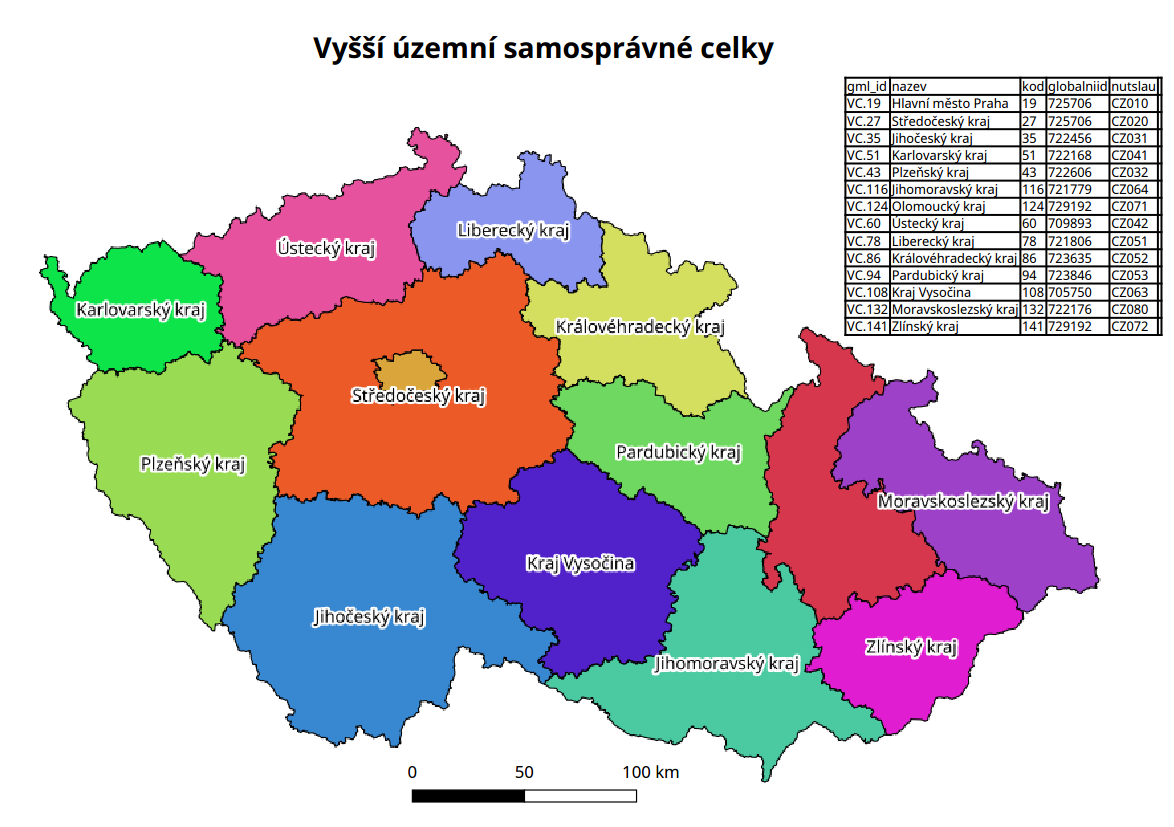 Vyšší územní samosprávné celky
gml_id nazev kod globalniid nutslau
VC.19 Hlavní město Praha 19 725706 CZ010
VC.27 Středočeský kraj 27 725706 CZ020
VC.35 Jihočeský kraj 35 722456 CZ031
VC.51 Karlovarský kraj 51 722168 CZ041
VC.43 Plzeňský kraj 43 722606 CZ032
VC.116 Jihomoravský kraj 116 721779 CZ064
VC.124 Olomoucký kraj 124 729192 CZ071
VC.60 Ústecký kraj 60 709893 CZ042
VC.78 Liberecký kraj 78 721806 CZ051
VC.86 Královéhradecký kraj 86 723635 CZ052
VC.94 Pardubický kraj 94 723846 CZ053
VC.108 Kraj Vysočina 108 705750 CZ063
VC.132 Moravskoslezský kraj 132 722176 CZ080
VC.141 Zlínský kraj 141 729192 CZ072
Liberecký kraj
Ústecký kraj
Karlovarský kraj
Královéhradecký kraj
Středočeský kraj
Pardubický kraj
Plzeňský kraj
Moravskoslezský kraj
Kraj Vysočina
Jihočeský kraj
Zlínský kraj
Jihomoravský kraj
0 50 100 km